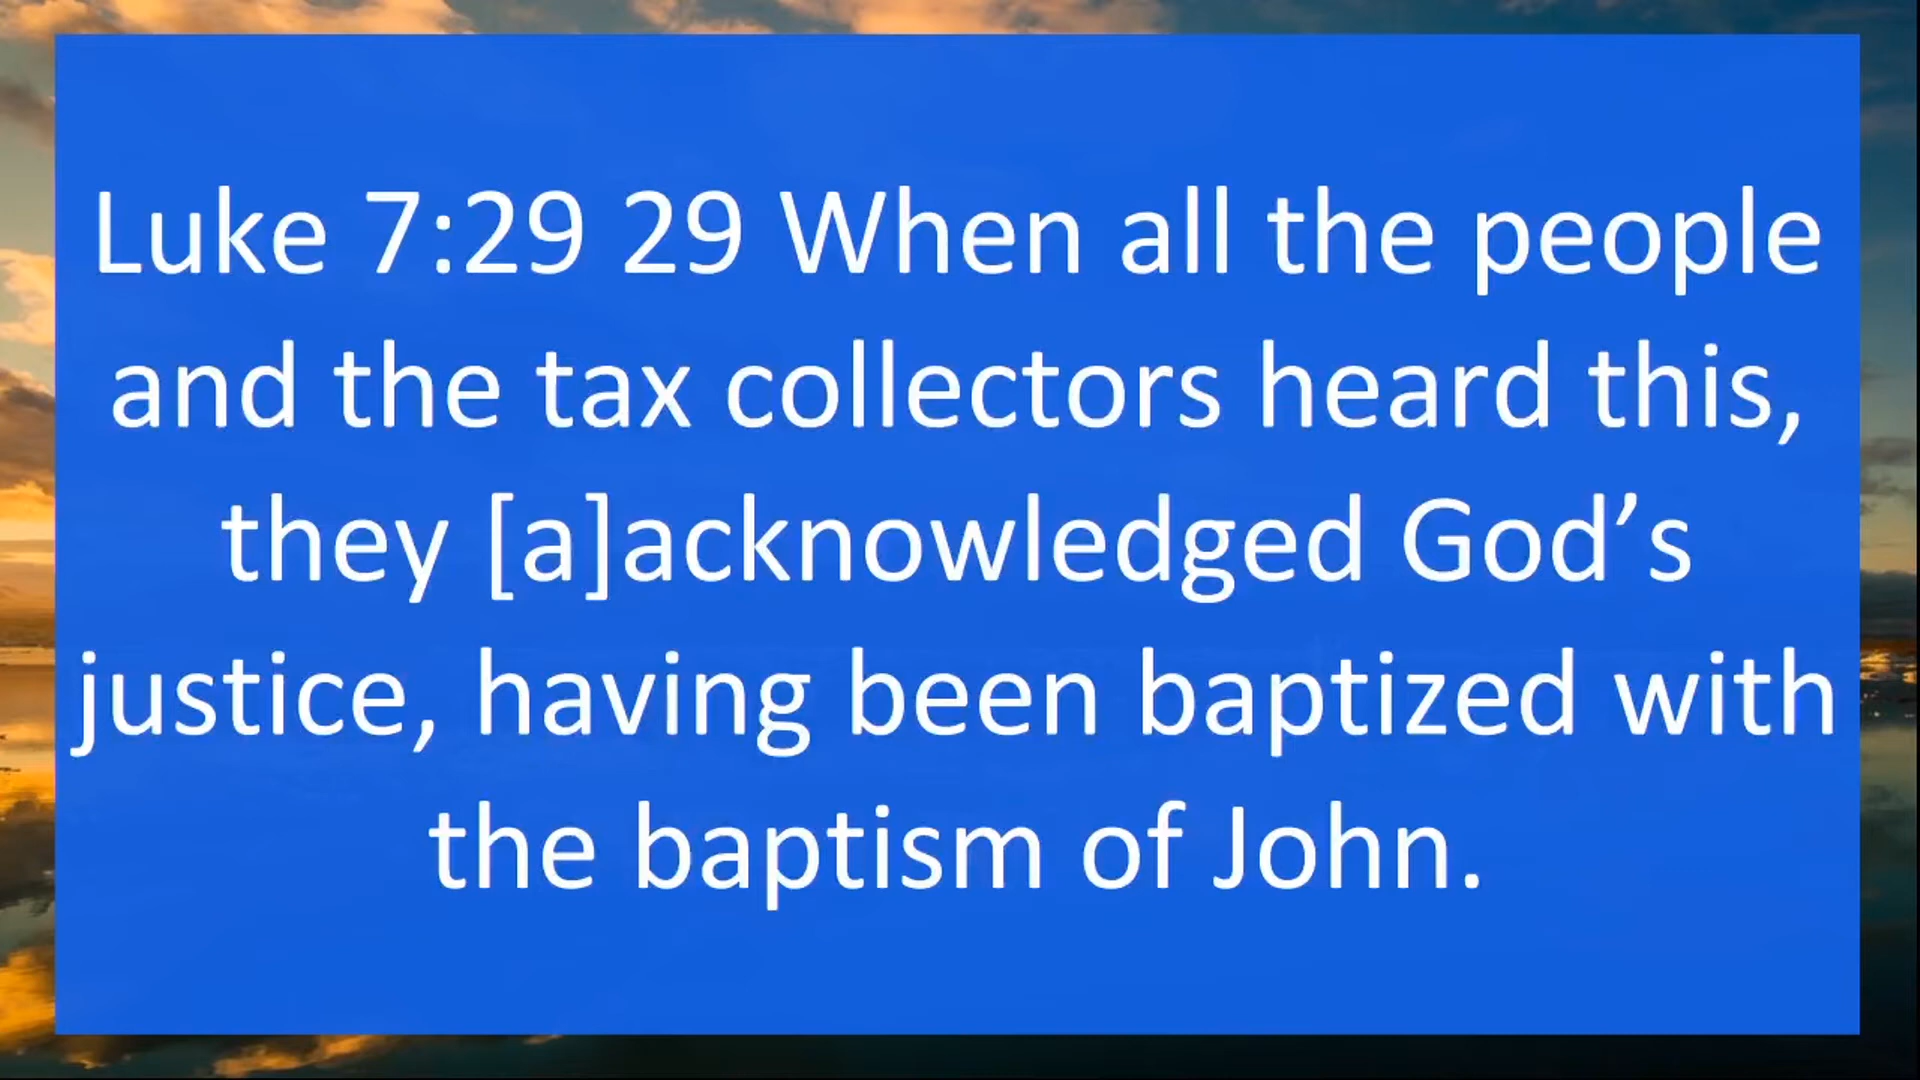 Luke 7:29 29 When all the people
and the tax collectors heard this,
they [a]acknowledged God’s
justice, having been baptized with
the baptism of John.